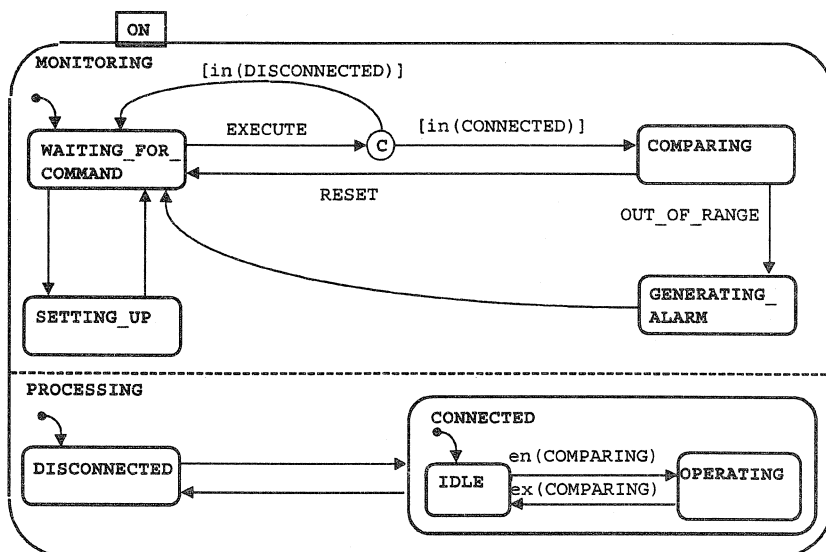 ON
MONITORING
[in(DISCONNECTED)]
EXECUTE
C
[in(CONNECTED)]
WAITING_FOR_
COMMAND
COMPARING
RESET
OUT_OF_RANGE
SETTING_UP
GENERATING_
ALARM
PROCESSING
CONNECTED
DISCONNECTED
IDLE
en(COMPARING)
ex(COMPARING)
OPERATING